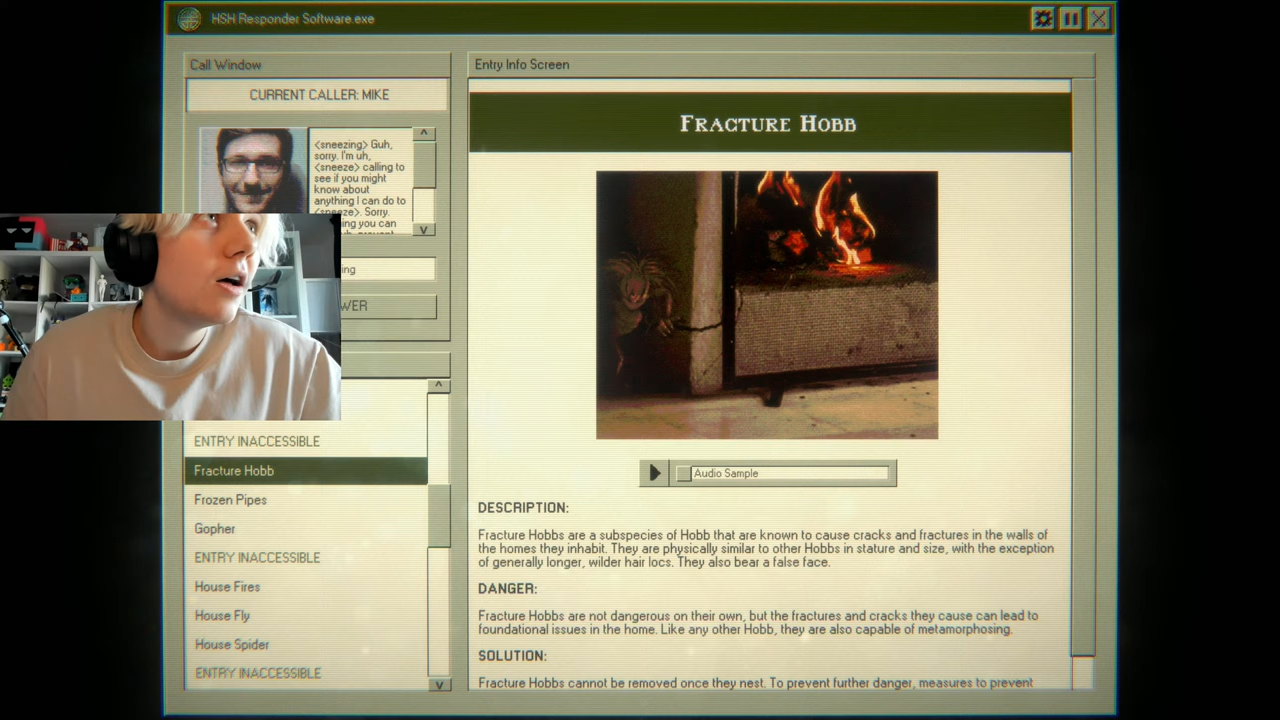 HSH Responder Software.exe
Call Window
CURRENT CALLER: MIKE
<sneezing> Guh,
sorry. I'm uh,
<sneeze> calling to
see if you might
know about
anything I can do to
<sneeze>. Sorry.
you can
ENTRY INACCESSIBLE
Fracture Hobb
Frozen Pipes
Gopher
ENTRY INACCESSIBLE
House Fires
House Fly
House Spider
ENTRY INACCESSIBLE
Entry Info Screen
FRACTURE HOBB
Audio Sample
DESCRIPTION:
Fracture Hobbs are a subspecies of Hobb that are known to cause cracks and fractures in the walls of
the homes they inhabit. They are physically similar to other Hobbs in stature and size, with the exception
of generally longer, wilder hair locs. They also bear a false face.
DANGER:
Fracture Hobbs are not dangerous on their own, but the fractures and cracks they cause can lead to
foundational issues in the home. Like any other Hobb, they are also capable of metamorphosing.
SOLUTION:
Fracture Hobbs cannot be removed once they nest. To prevent further danger, measures to prevent